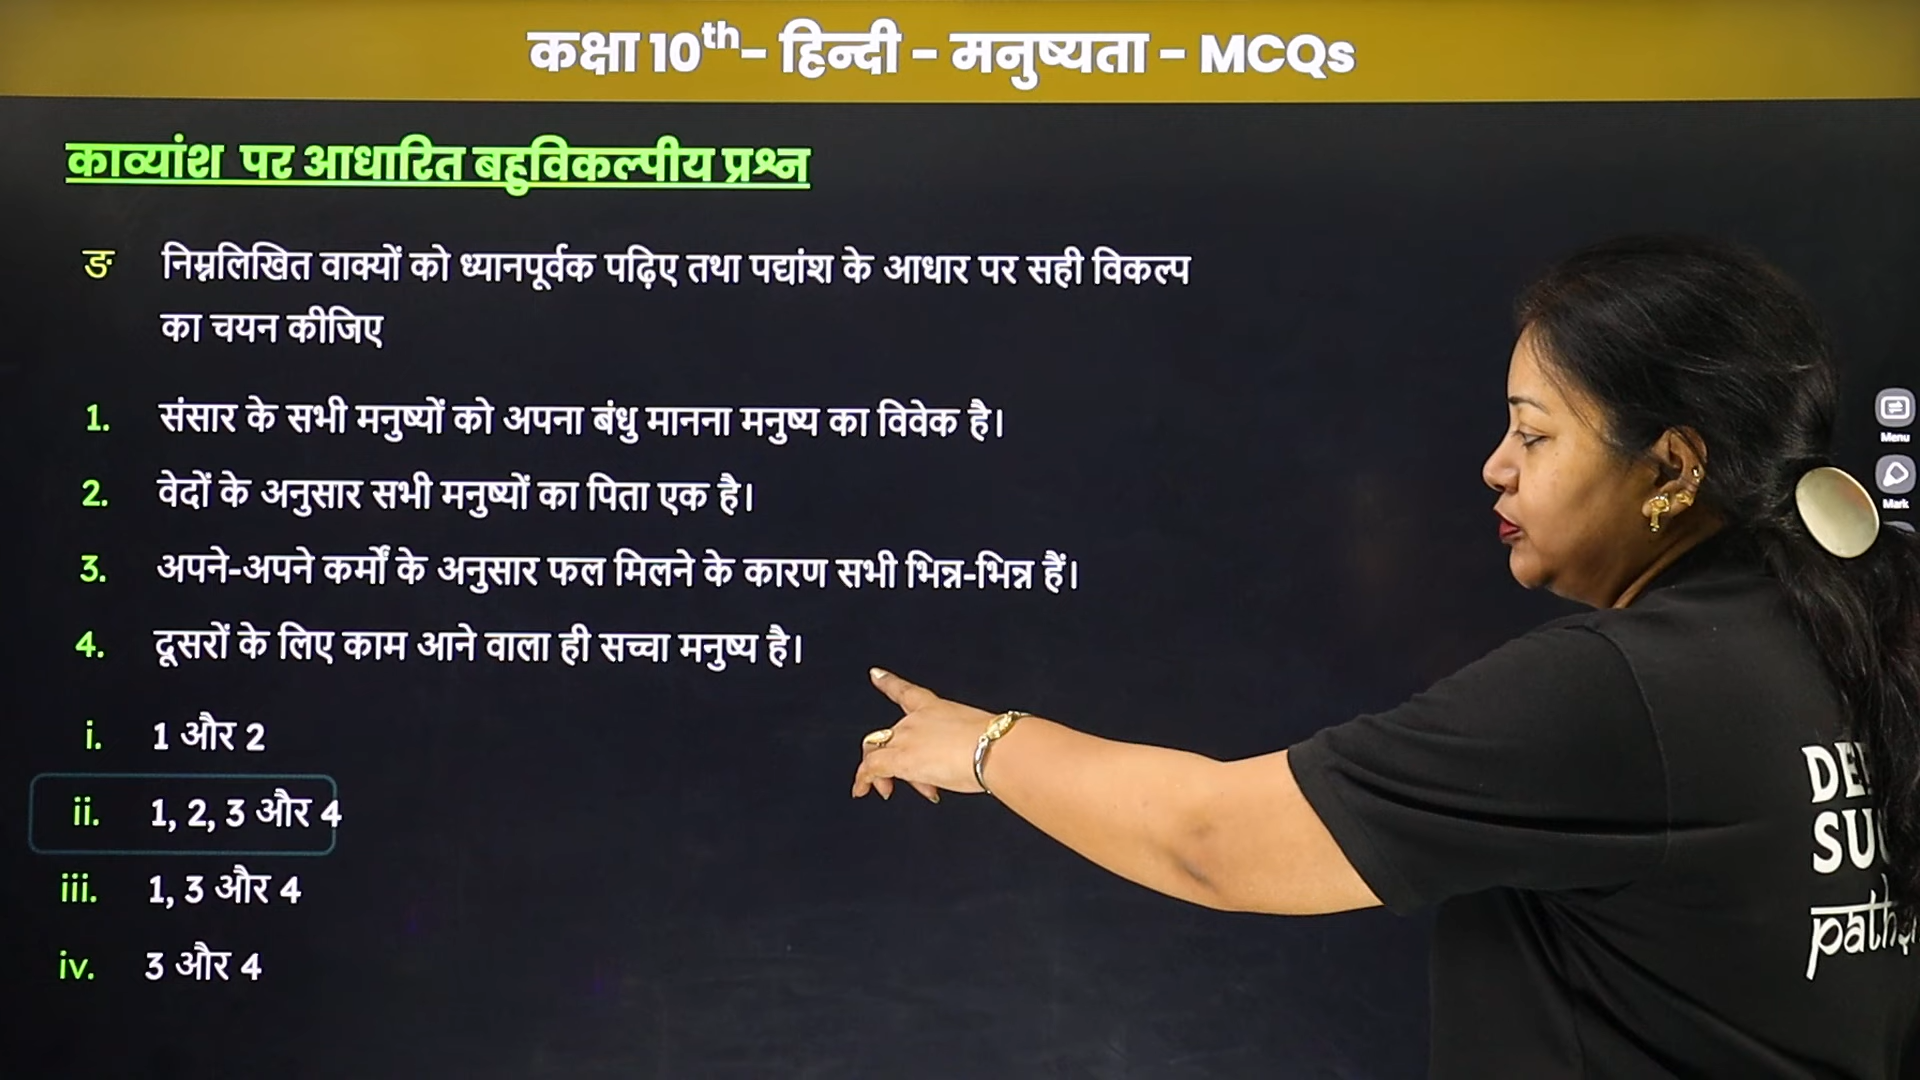 कक्षा 10th- हिन्दी - मनुष्यता - MCQs
काव्यांश पर आधारित बहुविकल्पीय प्रश्न
ङ निम्नलिखित वाक्यों को ध्यानपूर्वक पढ़िए तथा पद्यांश के आधार पर सही विकल्प
का चयन कीजिए
1. संसार के सभी मनुष्यों को अपना बंधु मानना मनुष्य का विवेक है।
2. वेदों के अनुसार सभी मनुष्यों का पिता एक है।
3. अपने-अपने कर्मों के अनुसार फल मिलने के कारण सभी भिन्न-भिन्न हैं।
4. दूसरों के लिए काम आने वाला ही सच्चा मनुष्य है।
i. 1 और 2
ii. 1, 2, 3 और 4
iii. 1, 3 और 4
iv. 3 और 4
Menu
Mark